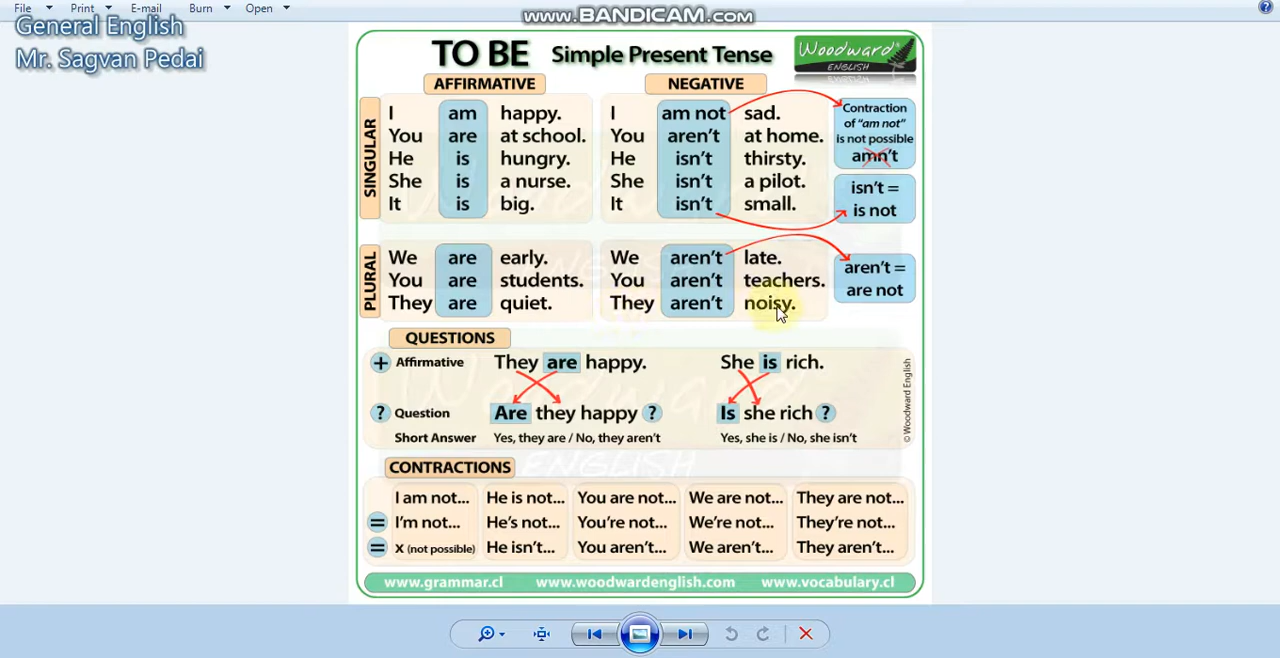 File Print E-mail Burn Open
www.BANDICAM.com
General English
Mr. Sagvan Pedai
TO BE Simple Present Tense
Woodward®
ENGLISH
AFFIRMATIVE NEGATIVE
SINGULAR
I am happy. I am not sad.
You are at school. You aren't at home.
He is hungry. He isn't thirsty.
She is a nurse. She isn't a pilot.
It is big. It isn't small.
Contraction
of “am not”
is not possible
amn't
isn't =
is not
PLURAL
We are early. We aren't late.
You are students. You aren't teachers.
They are quiet. They aren't noisy.
aren't =
are not
QUESTIONS
+ Affirmative They are happy. She is rich.
? Question Are they happy ? Is she rich ?
Short Answer Yes, they are / No, they aren't Yes, she is / No, she isn't
© Woodward English
CONTRACTIONS
I am not... He is not... You are not... We are not... They are not...
= I'm not... He's not... You're not... We're not... They're not...
= x (not possible) He isn't... You aren't... We aren't... They aren't...
www.grammar.cl www.woodwardenglish.com www.vocabulary.cl